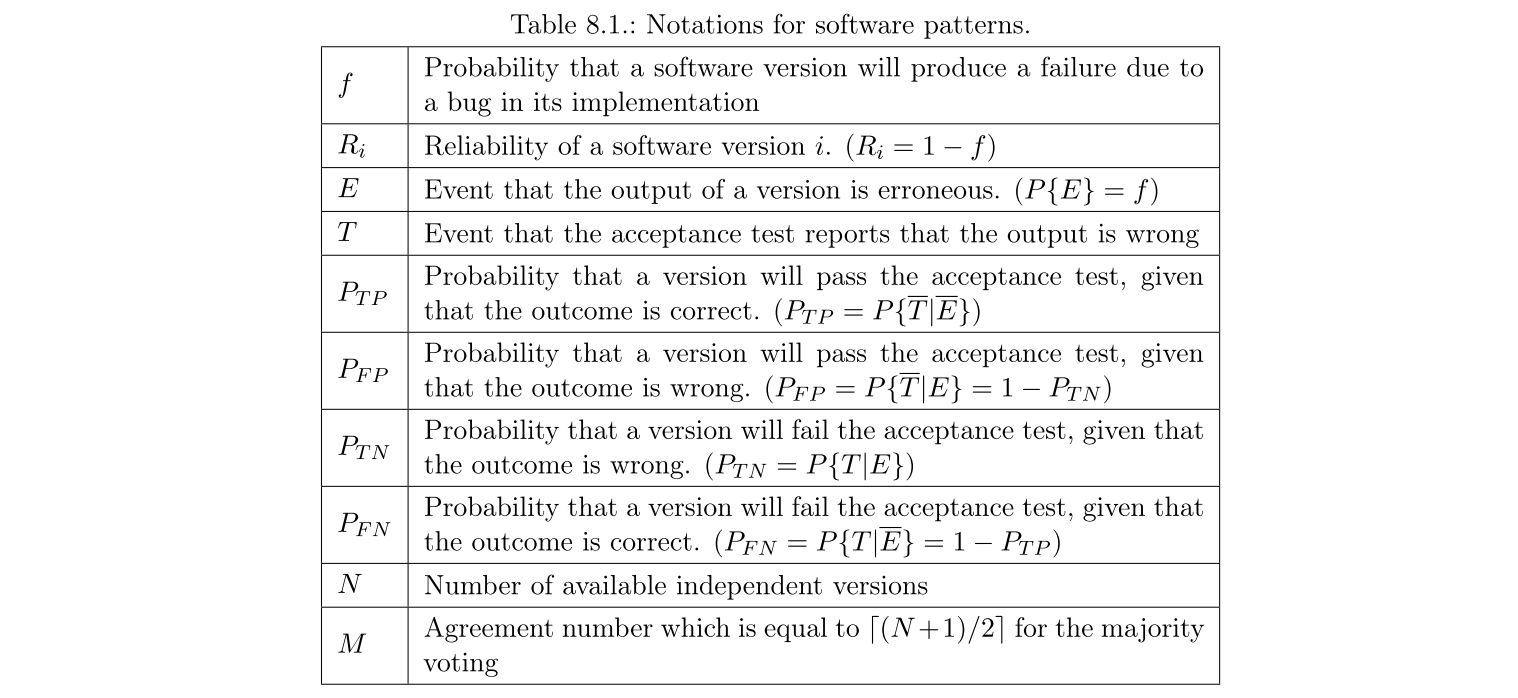 Table 8.1.: Notations for software patterns.
f Probability that a software version will produce a failure due to
a bug in its implementation
R_i Reliability of a software version i. (R_i = 1 − f)
E Event that the output of a version is erroneous. (P{E} = f)
T Event that the acceptance test reports that the output is wrong
P_{TP} Probability that a version will pass the acceptance test, given
that the outcome is correct. (P_{TP} = P{\overline{T}|\overline{E}})
P_{FP} Probability that a version will pass the acceptance test, given
that the outcome is wrong. (P_{FP} = P{\overline{T}|E} = 1 − P_{TN})
P_{TN} Probability that a version will fail the acceptance test, given that
the outcome is wrong. (P_{TN} = P{T|E})
P_{FN} Probability that a version will fail the acceptance test, given that
the outcome is correct. (P_{FN} = P{T|\overline{E}} = 1 − P_{TP})
N Number of available independent versions
M Agreement number which is equal to ⌈(N+1)/2⌉ for the majority
voting